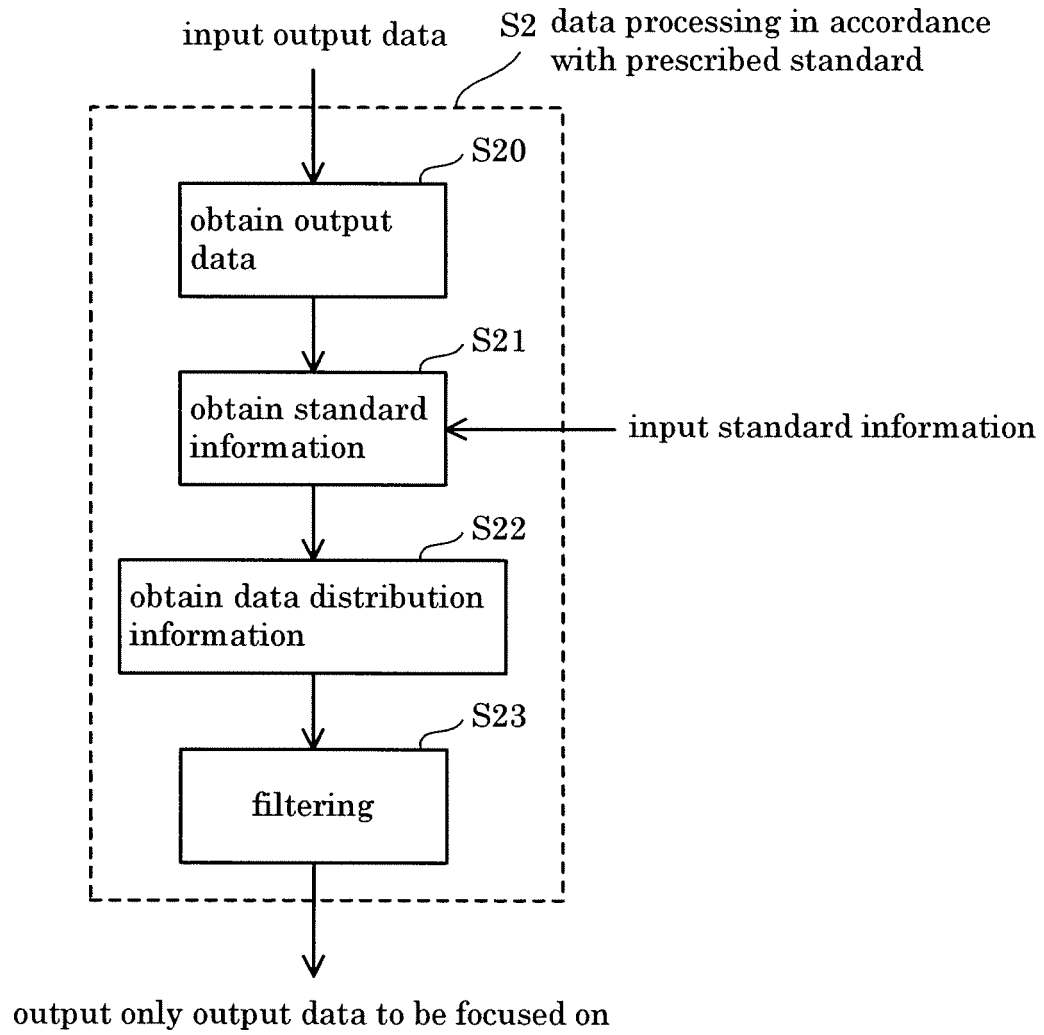 input output data
S2 data processing in accordance
with prescribed standard
S20
obtain output
data
S21
obtain standard
information
input standard information
S22
obtain data distribution
information
S23
filtering
output only output data to be focused on